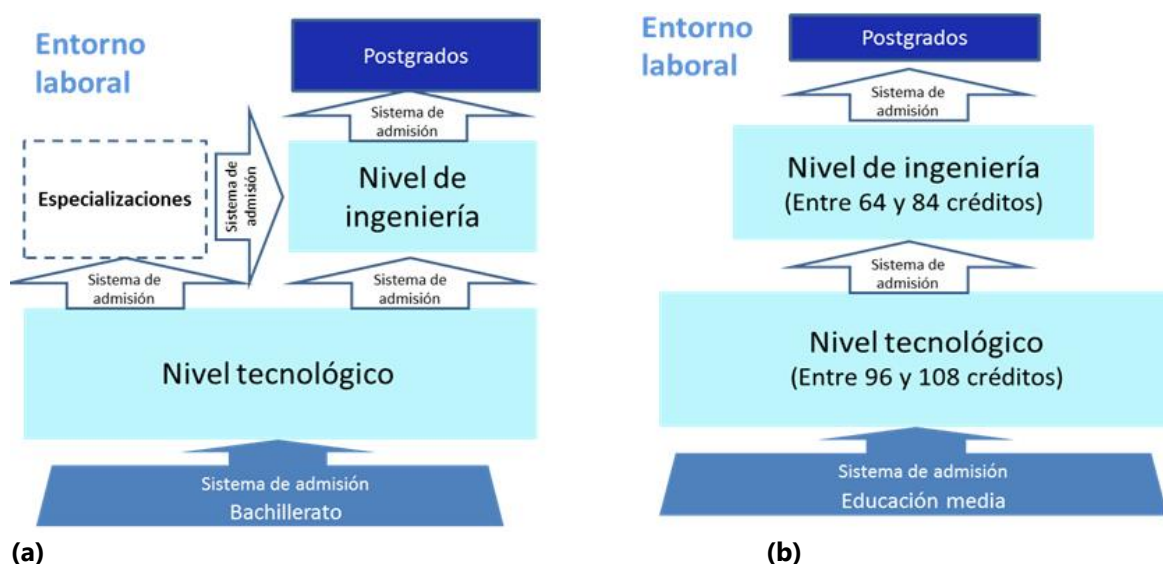 Entorno
laboral
Postgrados
Sistema de
admisión
Especializaciones
Sistema de
admisión
Nivel de
ingeniería
Sistema de
admisión
Sistema de
admisión
Nivel tecnológico
Sistema de admisión
Bachillerato
(a)
Entorno
laboral
Postgrados
Sistema de
admisión
Nivel de ingeniería
(Entre 64 y 84 créditos)
Sistema de
admisión
Nivel tecnológico
(Entre 96 y 108 créditos)
Sistema de admisión
Educación media
(b)